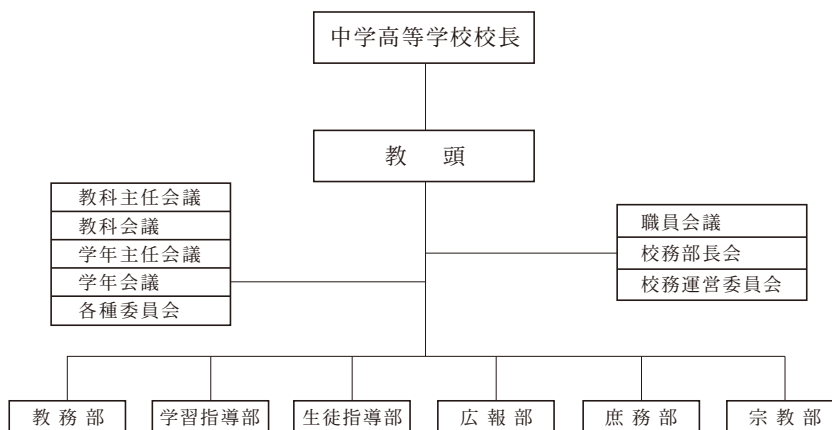 中学高等学校校長
教　頭
教科主任会議
教科会議
学年主任会議
学年会議
各種委員会
職員会議
校務部長会
校務運営委員会
教務部
学習指導部
生徒指導部
広報部
庶務部
宗教部